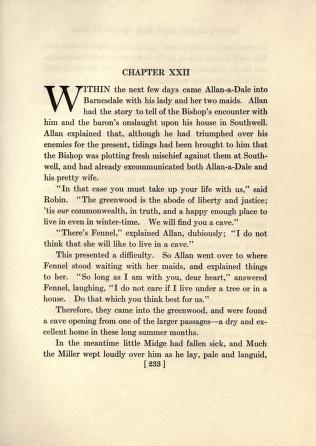 CHAPTER XXII
WITHIN the next few days came Allan-a-Dale into
Barnesdale with his lady and her two maids. Allan
had the story to tell of the Bishop's encounter with
him and the baron's onslaught upon his house in Southwell.
Allan explained that, although he had triumphed over his
enemies for the present, tidings had been brought to him that
the Bishop was plotting fresh mischief against them at South-
well, and had already excommunicated both Allan-a-Dale and
his pretty wife.
"In that case you must take up your life with us," said
Robin. "The greenwood is the abode of liberty and justice;
'tis our commonwealth, in truth, and a happy enough place to
live in even in winter-time. We will find you a cave."
"There's Fennel," explained Allan, dubiously; "I do not
think that she will like to live in a cave."
This presented a difficulty. So Allan went over to where
Fennel stood waiting with her maids, and explained things
to her. "So long as I am with you, dear heart," answered
Fennel, laughing, "I do not care if I live under a tree or in a
house. Do that which you think best for us."
Therefore, they came into the greenwood, and were found
a cave opening from one of the larger passages—a dry and ex-
cellent home in these long summer months.
In the meantime little Midge had fallen sick, and Much
the Miller wept loudly over him as he lay, pale and languid,
[ 233 ]